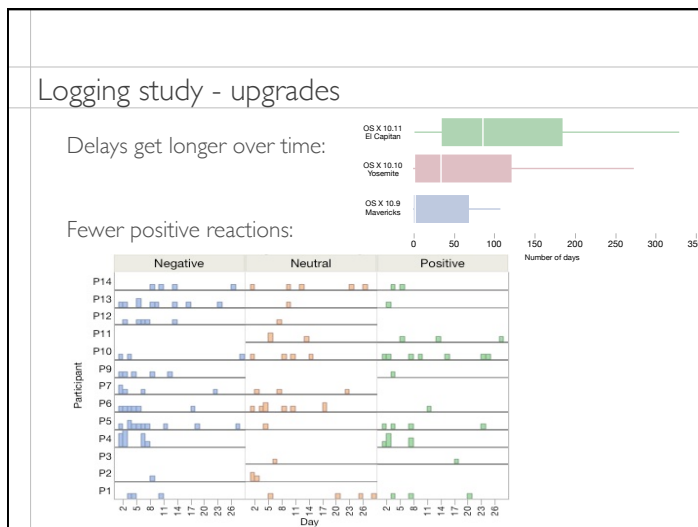 Logging study - upgrades
Delays get longer over time:
OS X 10.11
El Capitan
OS X 10.10
Yosemite
OS X 10.9
Mavericks
0 50 100 150 200 250 300 350
Number of days
Fewer positive reactions:
Negative Neutral Positive
Participant
P14
P13
P12
P11
P10
P9
P7
P6
P5
P4
P3
P2
P1
2 5 8 11 14 17 20 23 26 2 5 8 11 14 17 20 23 26 2 5 8 11 14 17 20 23 26
Day